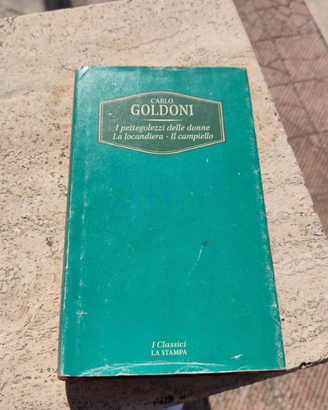 CARLO
GOLDONI
I pettegolezzi delle donne
La locandiera - Il campiello
I Classici
LA STAMPA